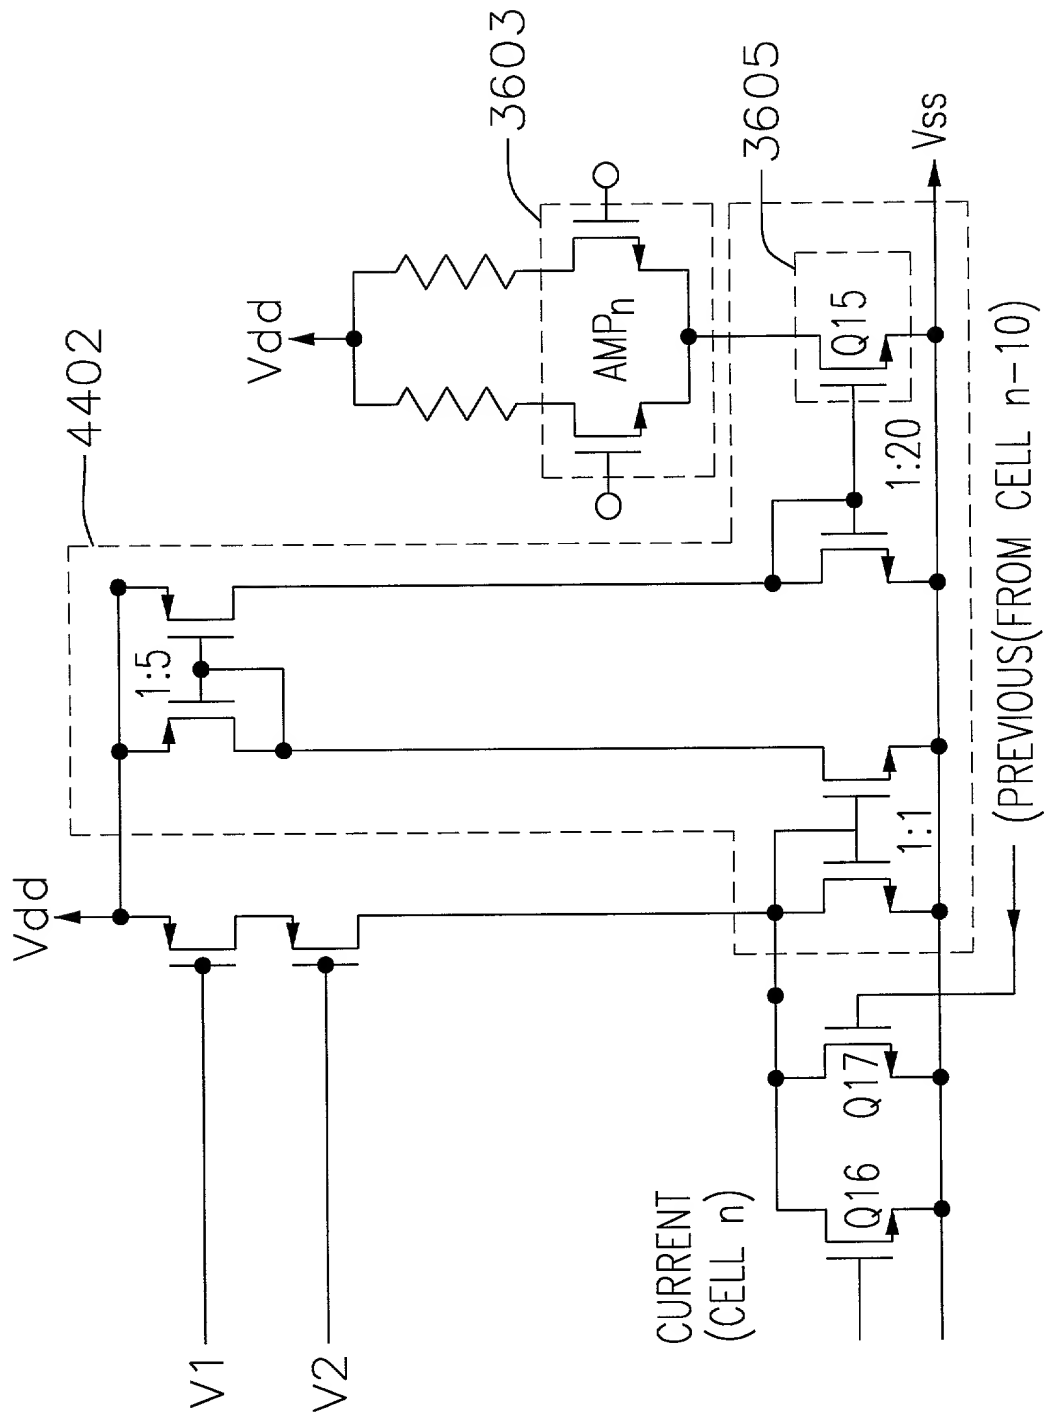 4402
Vdd
Vdd
3603
1:5
AMPn
V1
V2
3605
Q15
1:20
Vss
1:1
CURRENT
(CELL n)
Q16
Q17
(PREVIOUS(FROM CELL n-10)